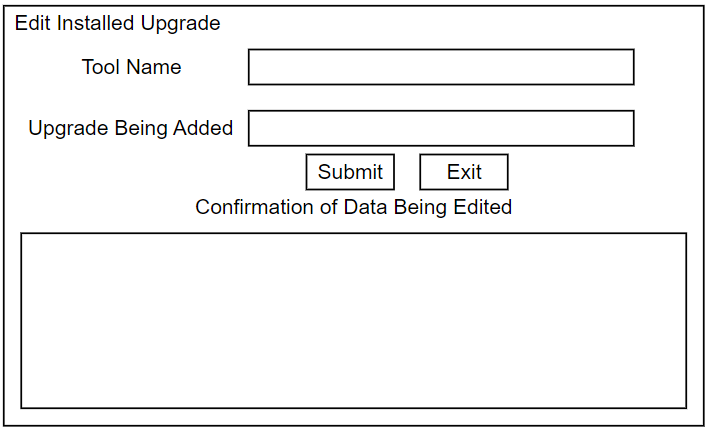 Edit Installed Upgrade
Tool Name
Upgrade Being Added
Submit Exit
Confirmation of Data Being Edited